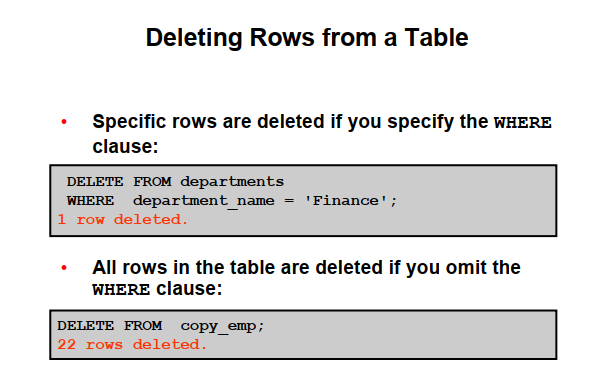 Deleting Rows from a Table
• Specific rows are deleted if you specify the WHERE
clause:
DELETE FROM departments
WHERE department_name = 'Finance';
1 row deleted.
• All rows in the table are deleted if you omit the
WHERE clause:
DELETE FROM copy_emp;
22 rows deleted.